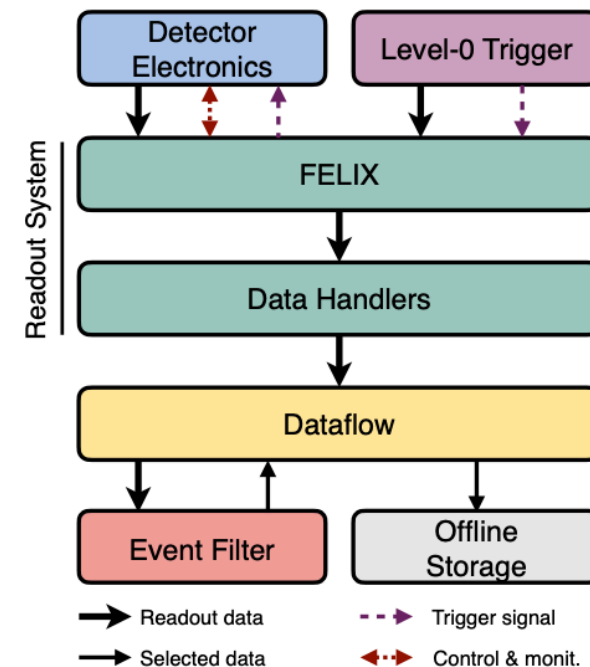 Detector
Electronics
Level-0 Trigger
Readout System
FELIX
Data Handlers
Dataflow
Event Filter
Offline
Storage
Readout data
Trigger signal
Selected data
Control & monit.